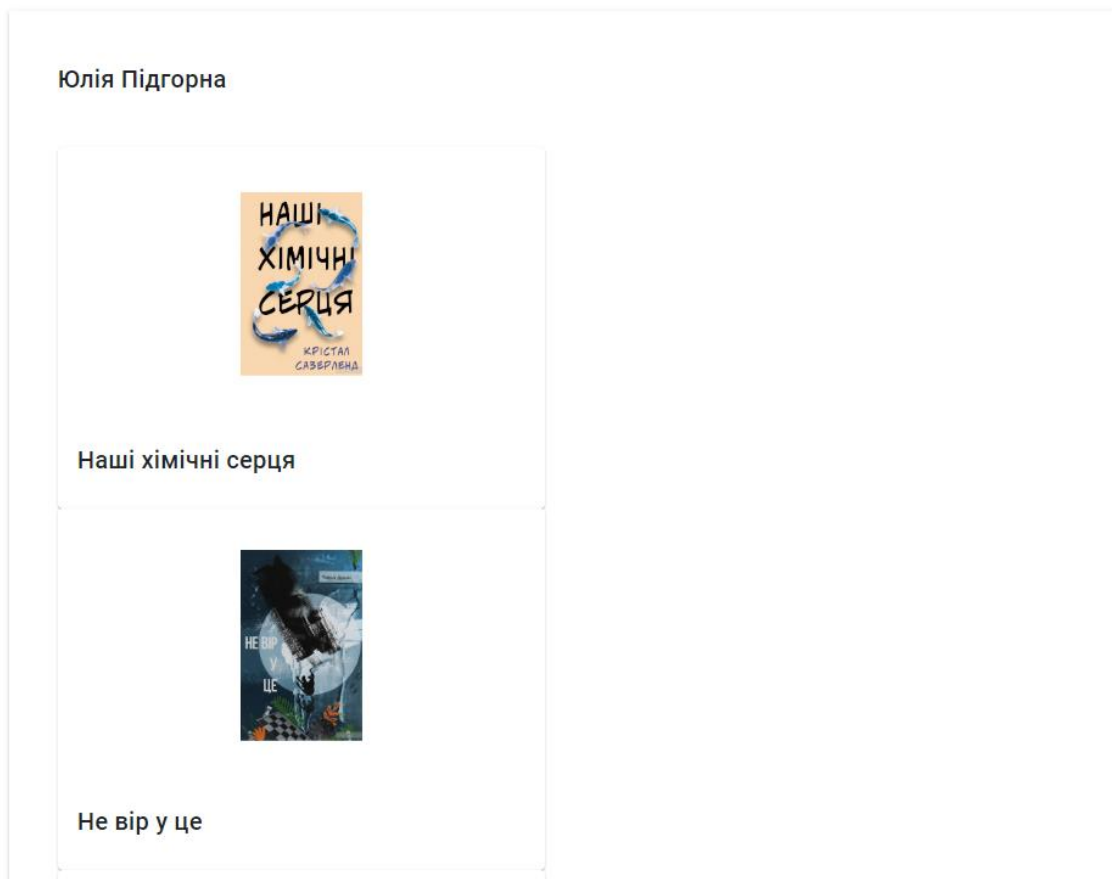 Юлія Підгорна
НАШІ
ХІМІЧНІ
СЕРЦЯ
КРІСТАЛ
САЗЕРЛЕНД
Наші хімічні серця
НЕ ВІР
У
ЦЕ
Не вір у це